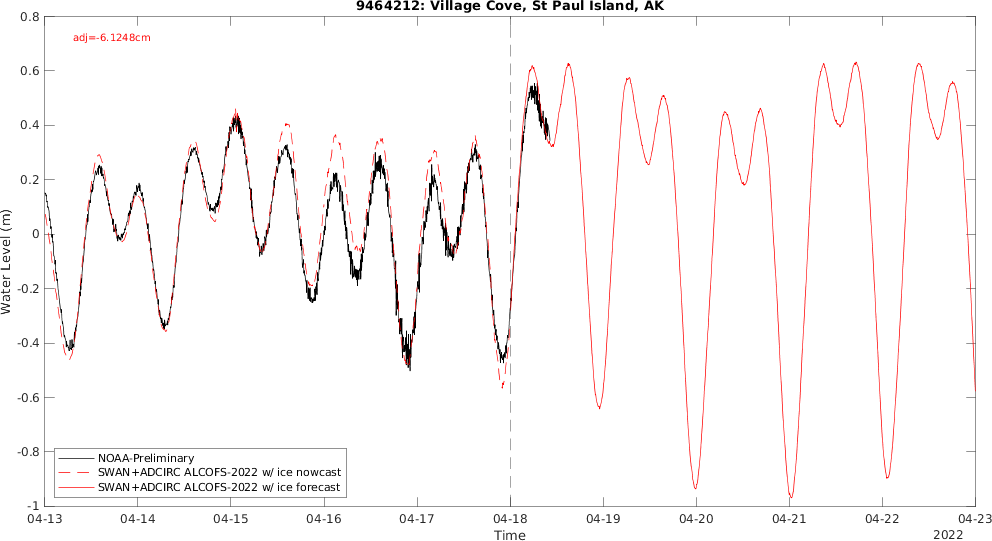 9464212: Village Cove, St Paul Island, AK
adj=-6.1248cm
Water Level (m)
0.8
0.6
0.4
0.2
0
-0.2
-0.4
-0.6
-0.8
-1
NOAA-Preliminary
SWAN+ADCIRC ALCOFS-2022 w/ ice nowcast
SWAN+ADCIRC ALCOFS-2022 w/ ice forecast
04-13 04-14 04-15 04-16 04-17 04-18 04-19 04-20 04-21 04-22 04-23
Time
2022